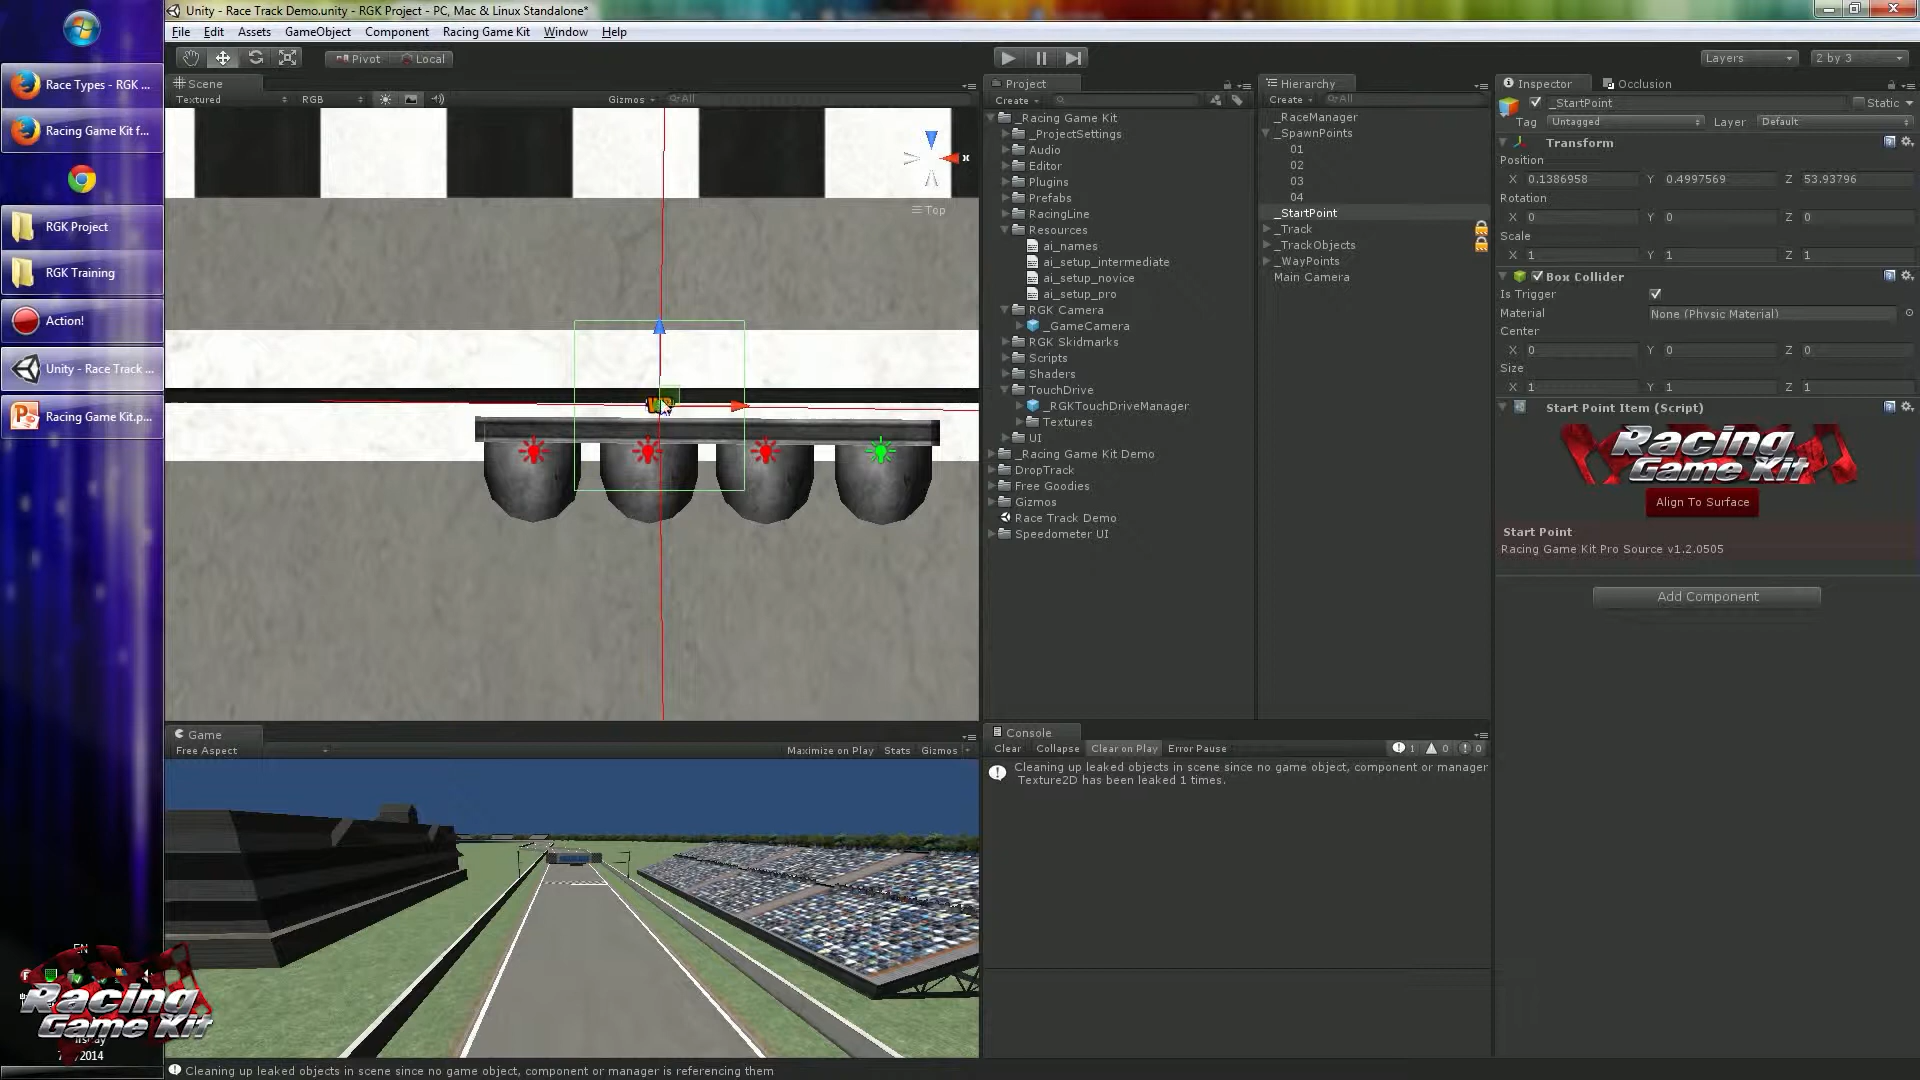 Unity - Race Track Demo.unity - RGK Project - PC, Mac & Linux Standalone*
File Edit Assets GameObject Component Racing Game Kit Window Help
Pivot Local
Layers
2 by 3
Race Types - RGK ...
Racing Game Kit f...
RGK Project
RGK Training
Action!
Unity - Race Track ...
Racing Game Kit.p...
EN
Racing
Game Kit
Scene
Textured RGB Gizmos All
x
Top
Game
Free Aspect Maximize on Play Stats Gizmos
Project
Create
_Racing Game Kit
_ProjectSettings
Audio
Editor
Plugins
Prefabs
RacingLine
Resources
ai_names
ai_setup_intermediate
ai_setup_novice
ai_setup_pro
RGK Camera
_GameCamera
RGK Skidmarks
Scripts
Shaders
TouchDrive
_RGKTouchDriveManager
Textures
UI
_Racing Game Kit Demo
DropTrack
Free Goodies
Gizmos
Race Track Demo
Speedometer UI
Hierarchy
Create All
_RaceManager
_SpawnPoints
01
02
03
04
_StartPoint
_Track
_TrackObjects
_WayPoints
Main Camera
Console
Clear Collapse Clear on Play Error Pause 1 0 0
Cleaning up leaked objects in scene since no game object, component or manager
Texture2D has been leaked 1 times.
Inspector Occlusion
_StartPoint Static
Tag Untagged Layer Default
Transform
Position
X 0.1386958 Y 0.4997569 Z 53.93796
Rotation
X 0 Y 0 Z 0
Scale
X 1 Y 1 Z 1
Box Collider
Is Trigger
Material None (Physic Material)
Center
X 0 Y 0 Z 0
Size
X 1 Y 1 Z 1
Start Point Item (Script)
Racing
Game Kit
Align To Surface
Start Point
Racing Game Kit Pro Source v1.2.0505
Add Component
Cleaning up leaked objects in scene since no game object, component or manager is referencing them